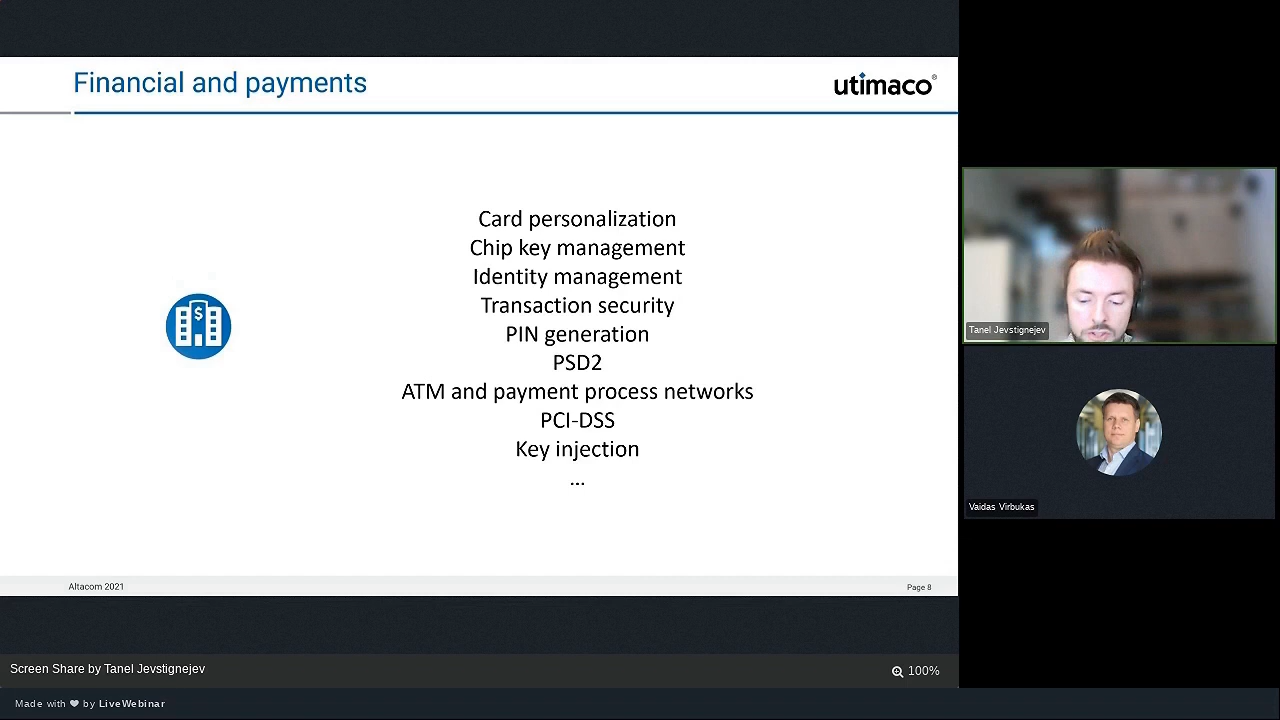 Financial and payments
utimaco®
Card personalization
Chip key management
Identity management
Transaction security
PIN generation
PSD2
ATM and payment process networks
PCI-DSS
Key injection
...
$
Altacom 2021
Page 8
Tanel Jevstignejev
Vaidas Virbukas
Screen Share by Tanel Jevstignejev
100%
Made with ❤ by LiveWebinar